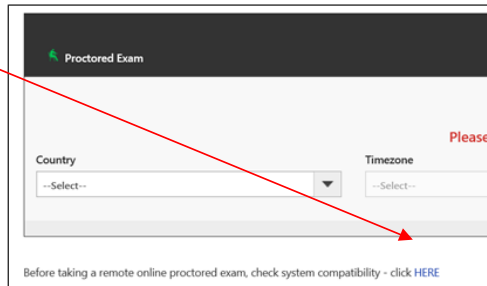 Proctored Exam
Please
Country Timezone
--Select-- --Select--
Before taking a remote online proctored exam, check system compatibility - click HERE